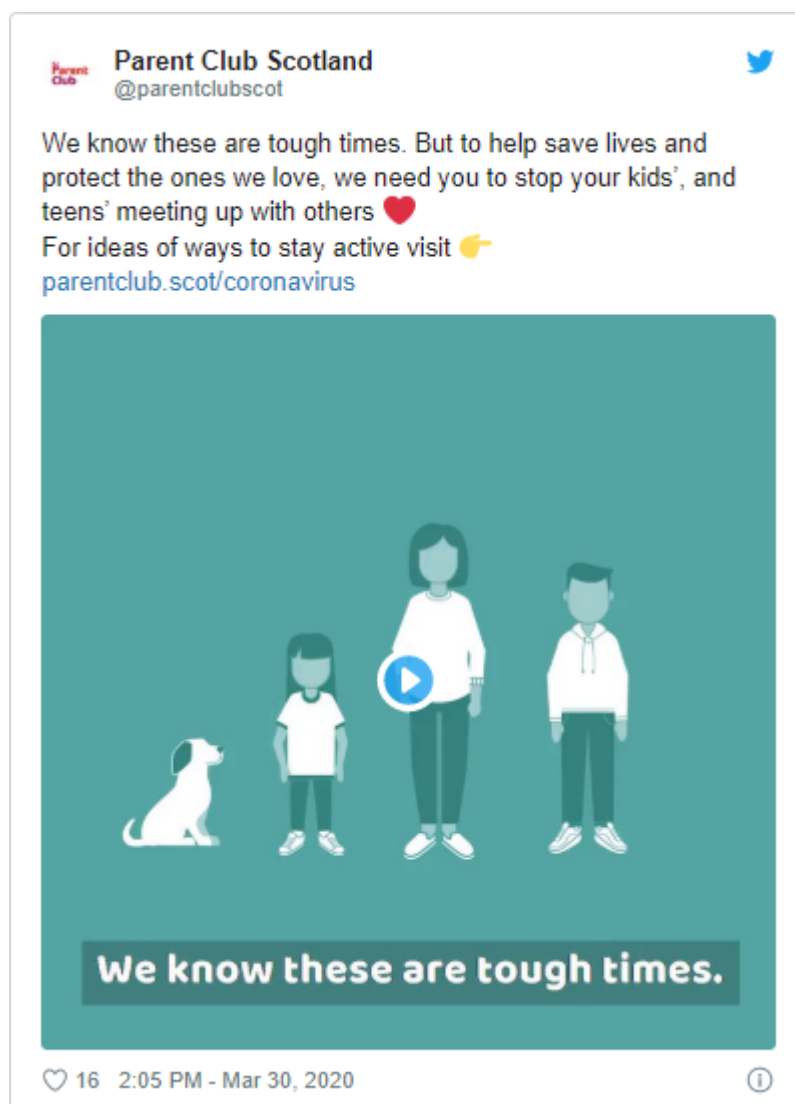 Parent
Club
Parent Club Scotland
@parentclubscot
We know these are tough times. But to help save lives and
protect the ones we love, we need you to stop your kids’, and
teens’ meeting up with others ❤️
For ideas of ways to stay active visit 👉
parentclub.scot/coronavirus
We know these are tough times.
16 2:05 PM - Mar 30, 2020